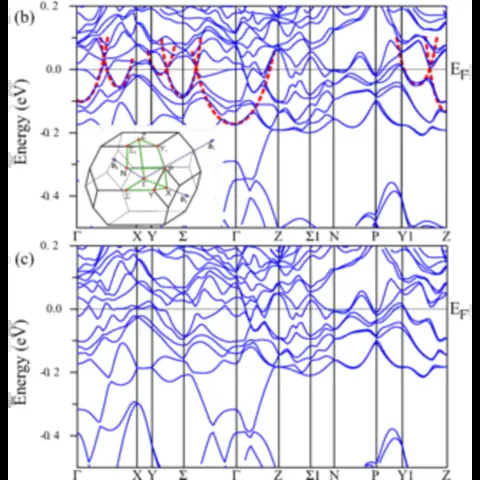 (b)
0.2
0.0
-0.2
-0.4
Energy (eV)
E_F
Γ X Y Σ Γ Z Σ1 N P Y1 Z
(c)
0.2
0.0
-0.2
-0.4
Energy (eV)
E_F
Γ X Y Σ Γ Z Σ1 N P Y1 Z